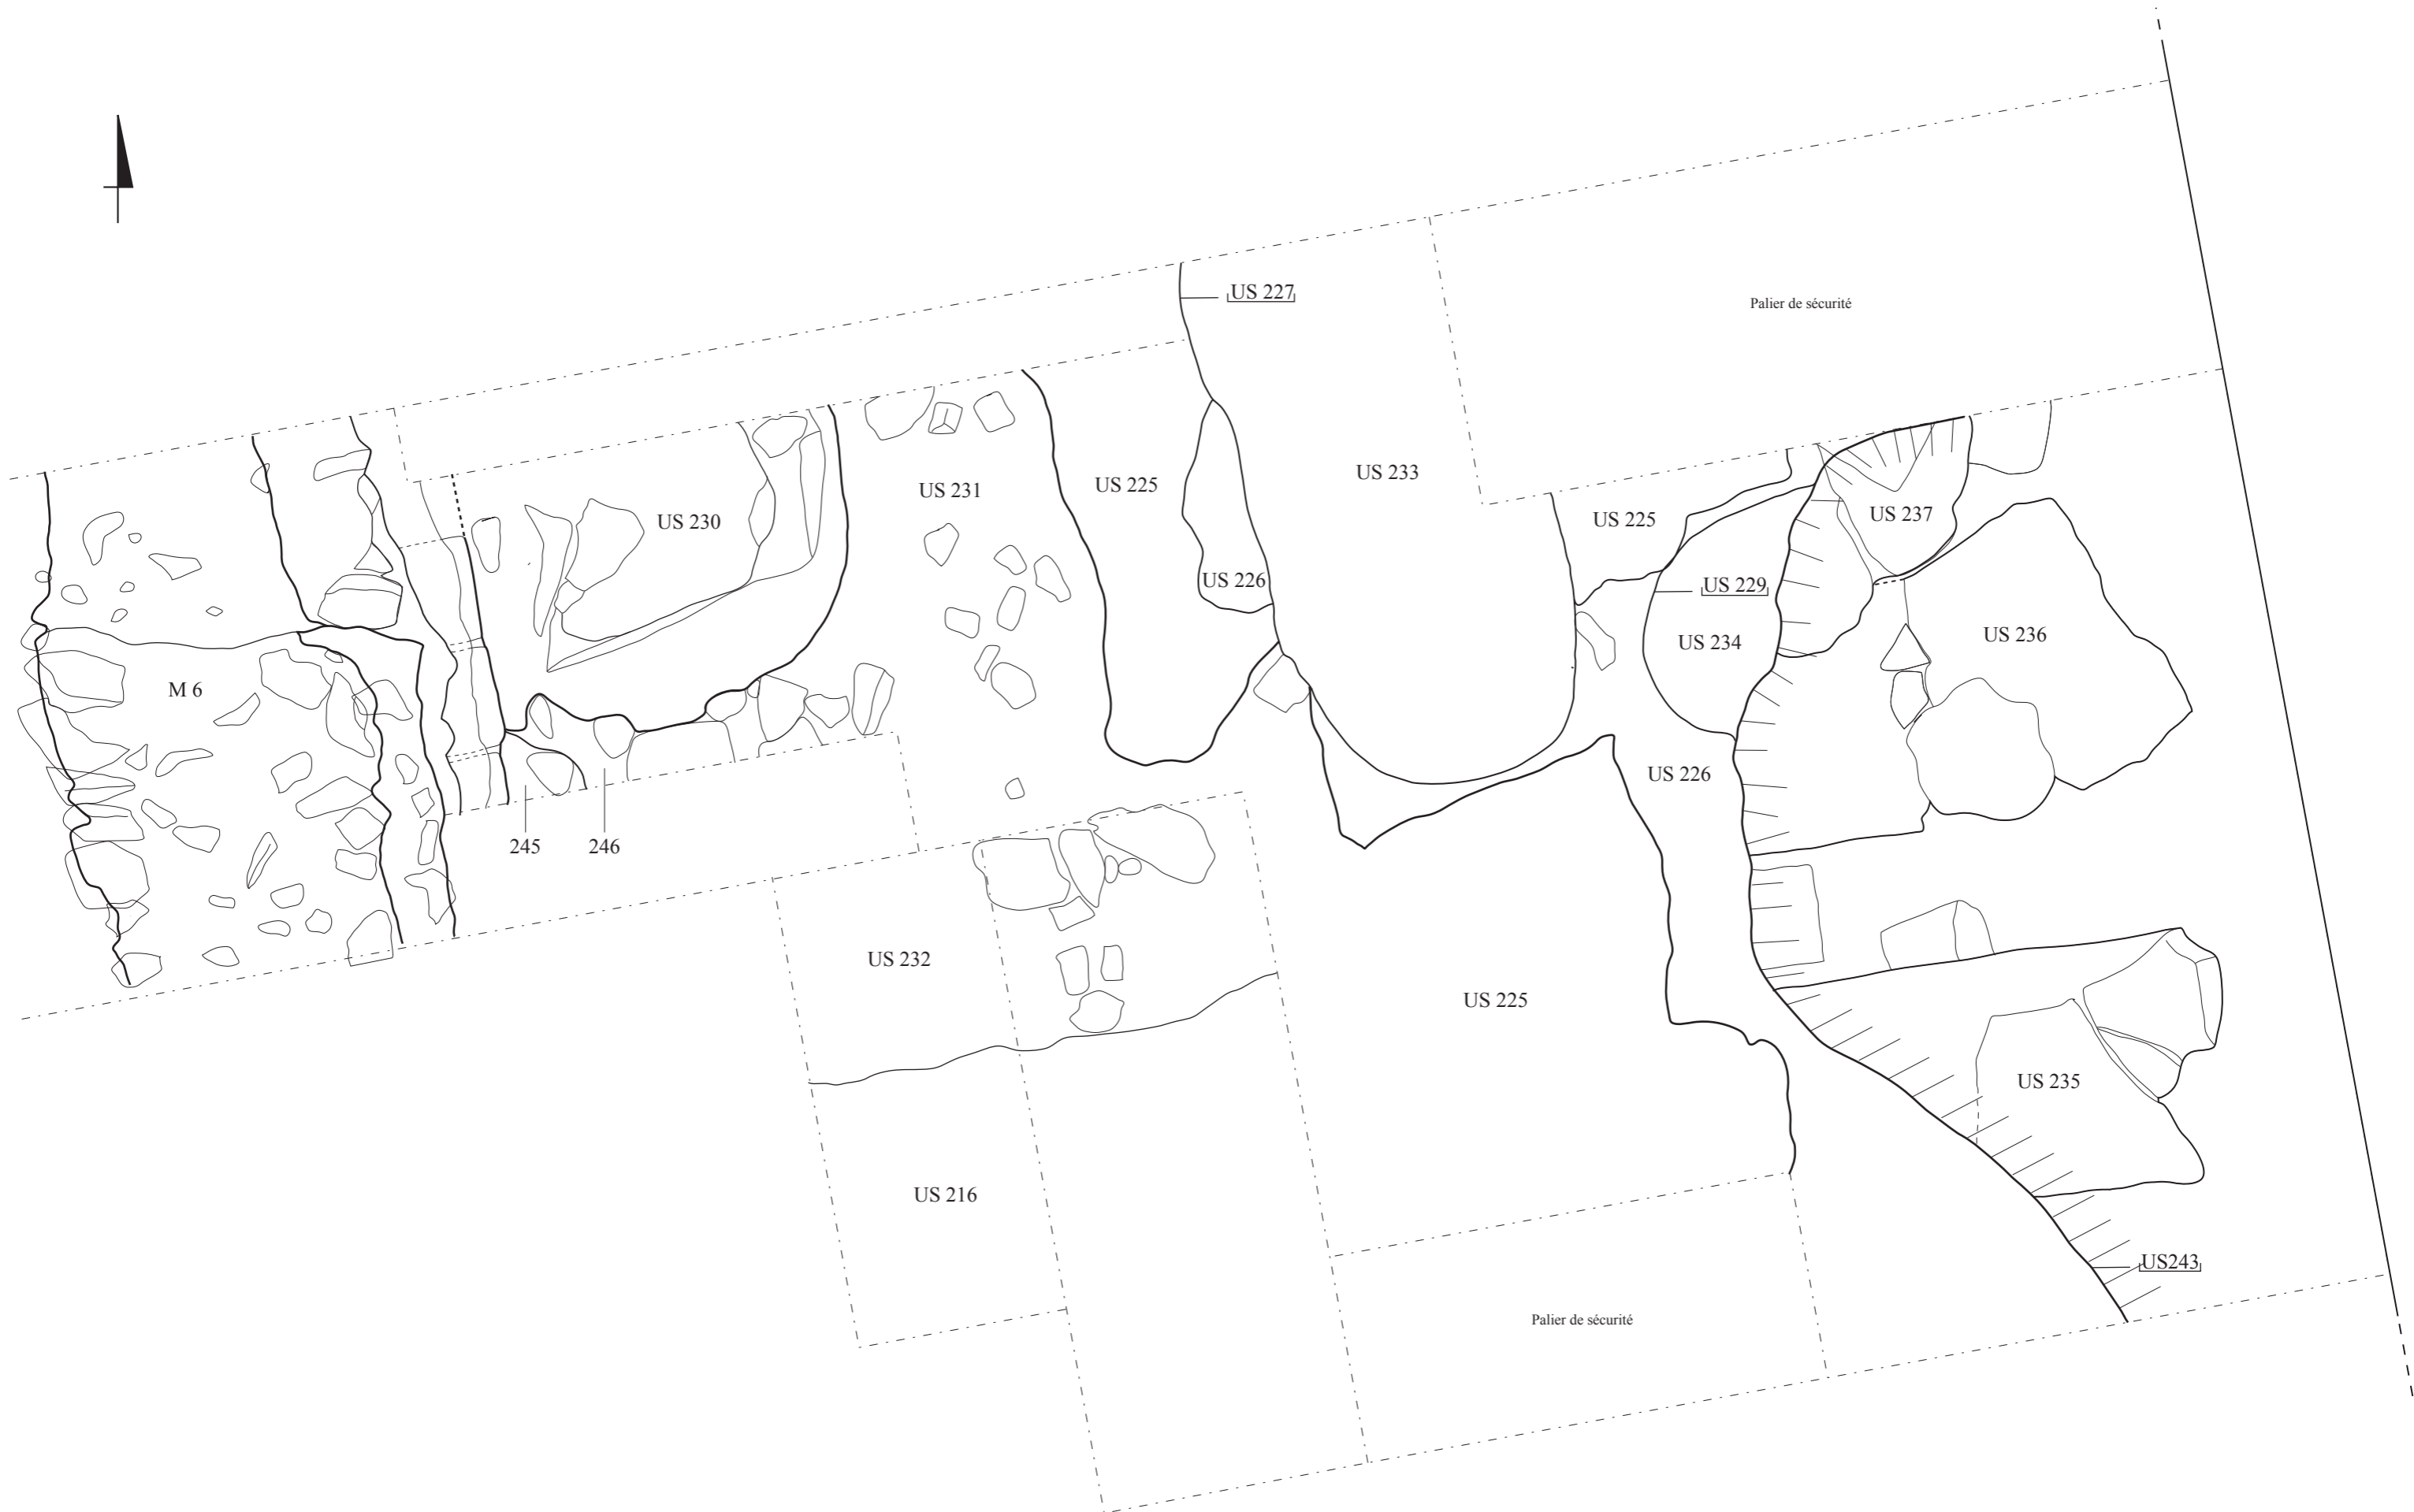 US 227
Palier de sécurité
US 233
US 225
US 231
US 237
US 225
US 230
US 226
US 229
US 236
US 234
M 6
US 226
245
246
US 232
US 225
US 235
US 216
US243
Palier de sécurité